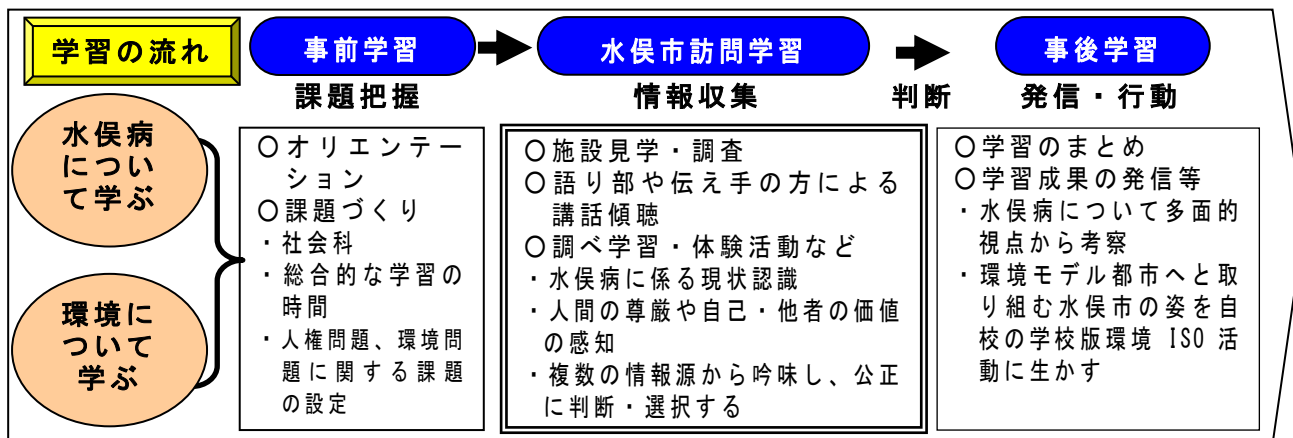 学習の流れ
事前学習
水俣市訪問学習
事後学習
課題把握
情報収集
判断
発信・行動
水俣病
につい
て学ぶ
環境に
ついて
学ぶ
○オリエンテー
ション
○課題づくり
・社会科
・総合的な学習の
時間
・人権問題、環境問
題に関する課題
の設定
○施設見学・調査
○語り部や伝え手の方による
講話傾聴
○調べ学習・体験活動など
・水俣病に係る現状認識
・人間の尊厳や自己・他者の価値
の感知
・複数の情報源から吟味し、公正
に判断・選択する
○学習のまとめ
○学習成果の発信等
・水俣病について多面的
視点から考察
・環境モデル都市へと取
り組む水俣市の姿を自
校の学校版環境 ISO 活
動に生かす